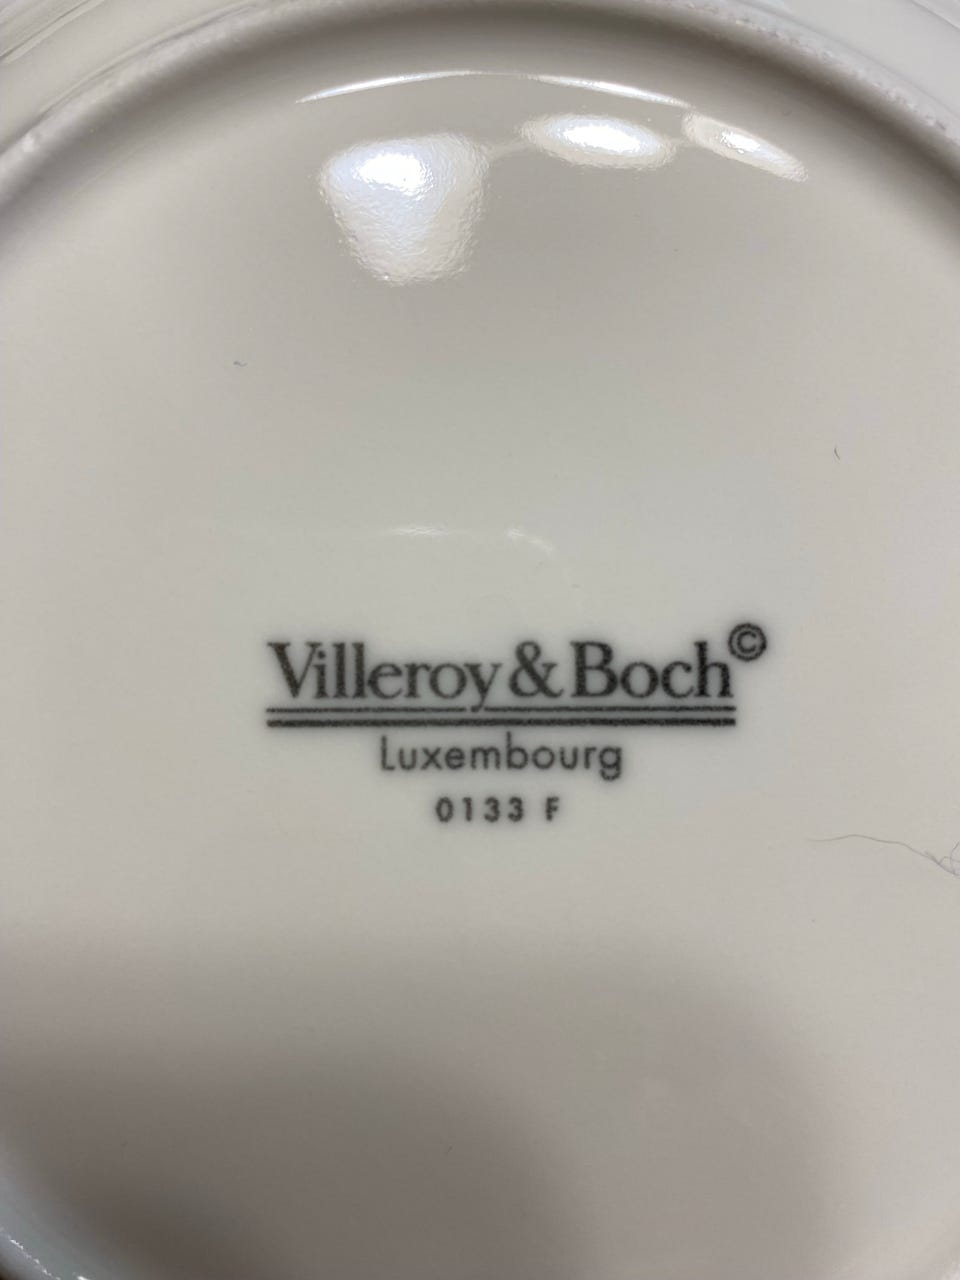 Villeroy & Boch©
Luxembourg
0133 F